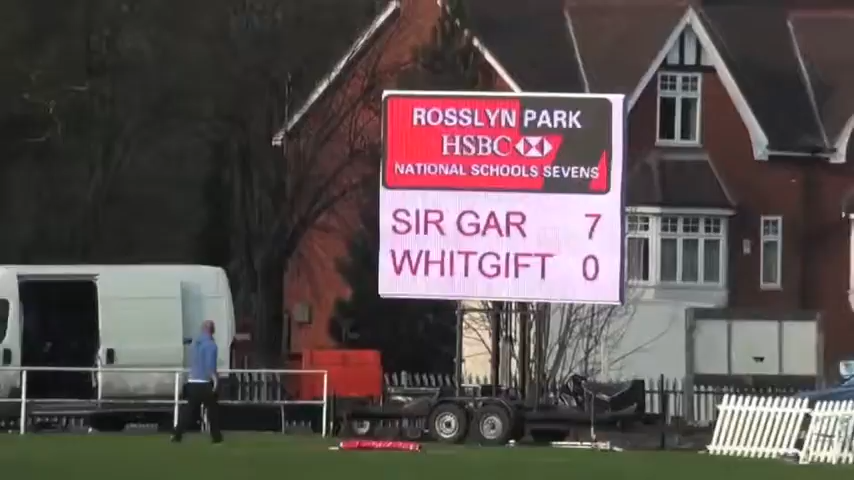 ROSSLYN PARK
HSBC
NATIONAL SCHOOLS SEVENS
SIR GAR 7
WHITGIFT 0